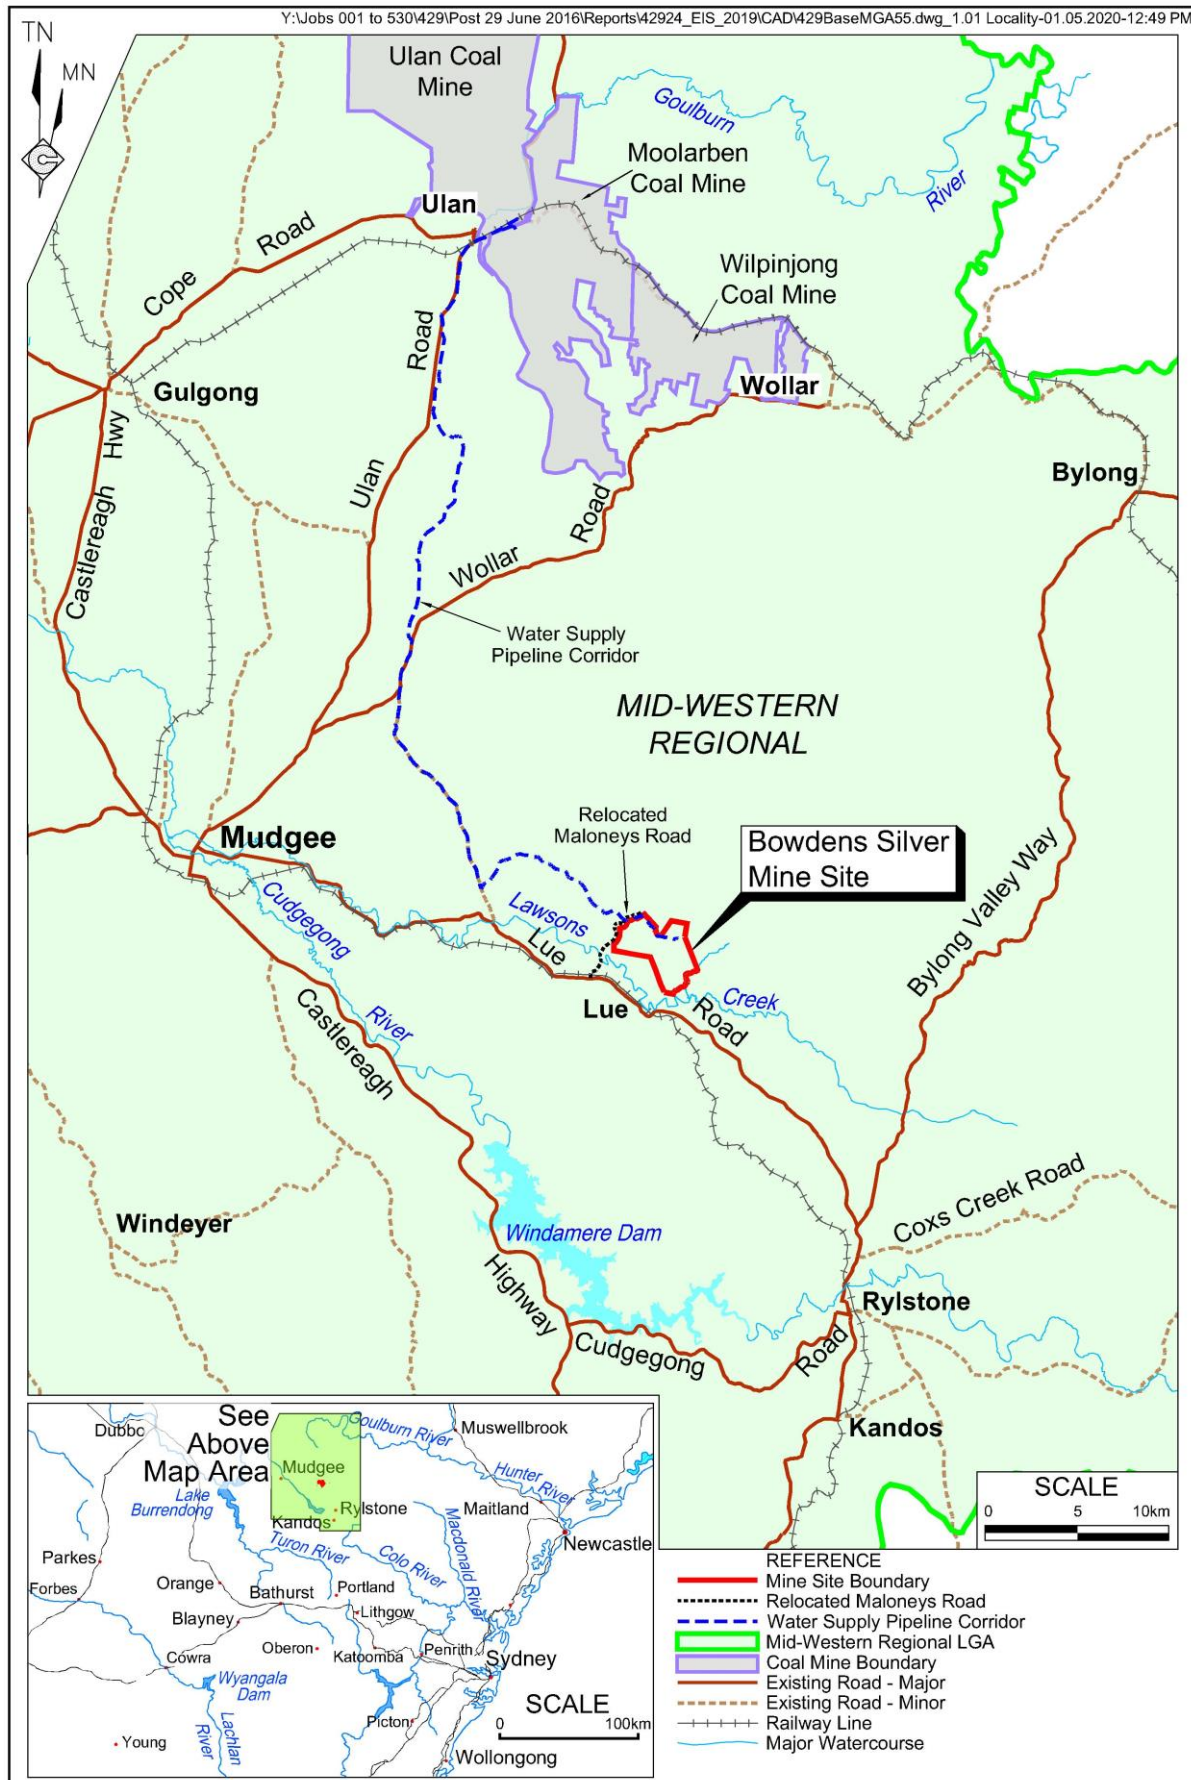 Y:\Jobs 001 to 530\429\Post 29 June 2016\Reports\42924_EIS_2019\CAD\429BaseMGA55.dwg_1.01 Locality-01.05.2020-12:49 PM
TN
MN
Ulan Coal
Mine
Goulburn
River
Moolarben
Coal Mine
Ulan
Cope Road
Wilpinjong
Coal Mine
Road
Wollar
Gulgong
Castlereagh Hwy
Ulan
Bylong
Road
Wollar
Water Supply
Pipeline Corridor
MID-WESTERN
REGIONAL
Relocated
Maloneys Road
Mudgee
Bowdens Silver
Mine Site
Bylong Valley Way
Cudgegong
River
Lawsons
Creek
Lue
Road
Lue
Castlereagh
Highway
Windeyer
Windamere Dam
Coxs Creek Road
Rylstone
Cudgegong
Road
Kandos
SCALE
0 5 10km
See
Above
Map Area
Dubbo
Goulburn River
Muswellbrook
Mudgee
Hunter
River
Lake
Burrendong
Rylstone
Kandos
Maitland
Macdonald River
Newcastle
Turon River
Colo River
Parkes
Forbes
Orange
Bathurst
Portland
Lithgow
Blayney
Oberon
Katoomba
Penrith
Sydney
Cowra
Wyangala
Dam
Lachlan
River
Picton
SCALE
0 100km
Young
Wollongong
REFERENCE
Mine Site Boundary
Relocated Maloneys Road
Water Supply Pipeline Corridor
Mid-Western Regional LGA
Coal Mine Boundary
Existing Road - Major
Existing Road - Minor
Railway Line
Major Watercourse